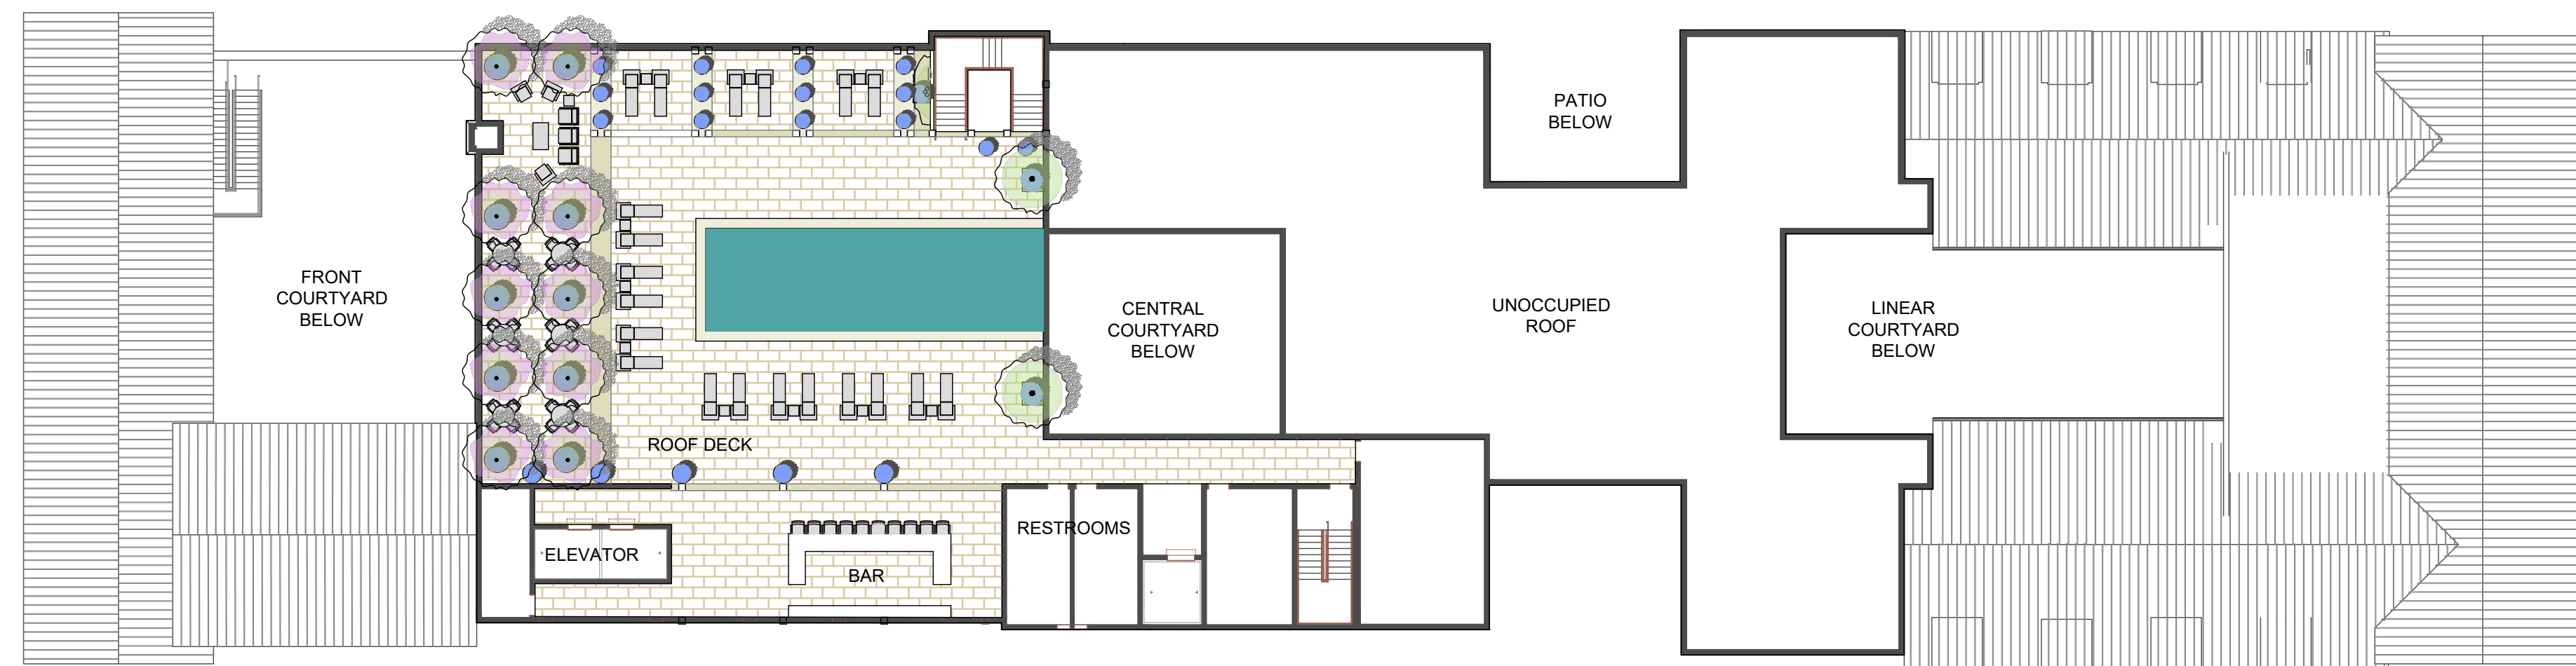 PATIO
BELOW
FRONT
COURTYARD
BELOW
CENTRAL
COURTYARD
BELOW
UNOCCUPIED
ROOF
LINEAR
COURTYARD
BELOW
ROOF DECK
RESTROOMS
ELEVATOR
BAR